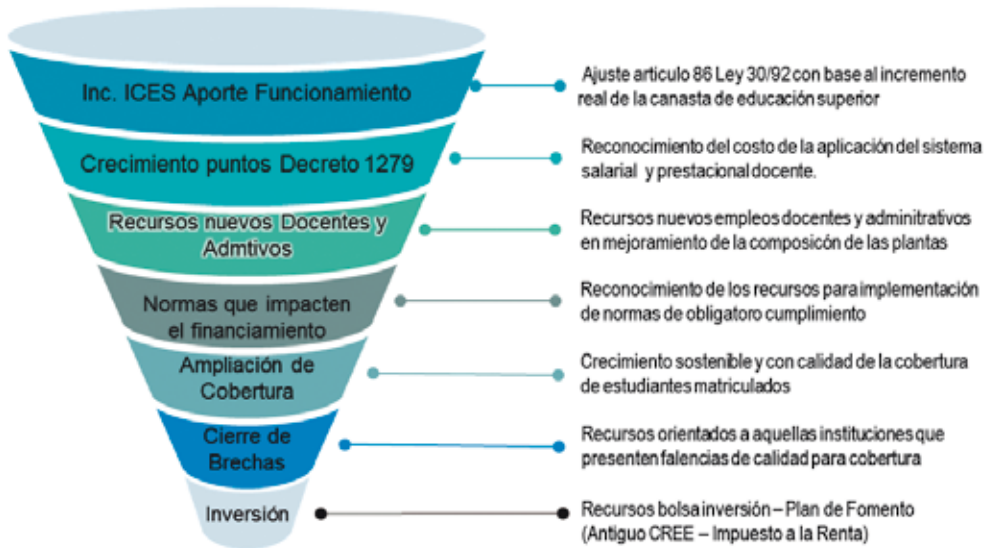 Inc. ICES Aporte Funcionamiento
Ajuste articulo 86 Ley 30/92 con base al incremento
real de la canasta de educación superior
Crecimiento puntos Decreto 1279
Reconocimiento del costo de la aplicación del sistema
salarial y prestacional docente.
Recursos nuevos Docentes y
Admtivos
Recursos nuevos empleos docentes y adminitrativos
en mejoramiento de la composicón de las plantas
Normas que impacten
el financiamiento
Reconocimiento de los recursos para implementación
de normas de obligatoro cumplimiento
Ampliación de
Cobertura
Crecimiento sostenible y con calidad de la cobertura
de estudiantes matriculados
Cierre de
Brechas
Recursos orientados a aquellas instituciones que
presenten falencias de calidad para cobertura
Inversión
Recursos bolsa inversión – Plan de Fomento
(Antiguo CREE – Impuesto a la Renta)